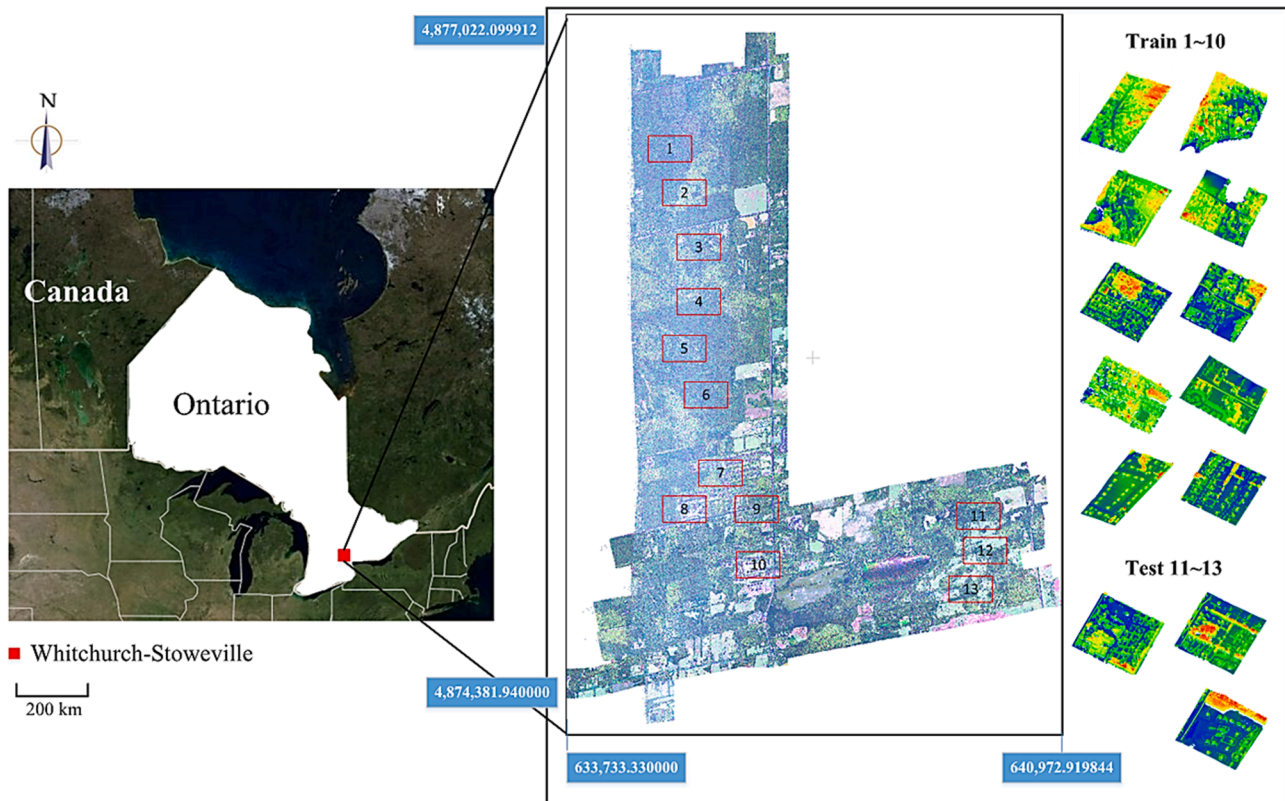 4,877,022.099912
Train 1~10
N
1
2
Canada
3
4
Ontario
5
6
7
8
9
11
12
10
13
Test 11~13
Whitchurch-Stoweville
200 km
4,874,381.940000
633,733.330000
640,972.919844